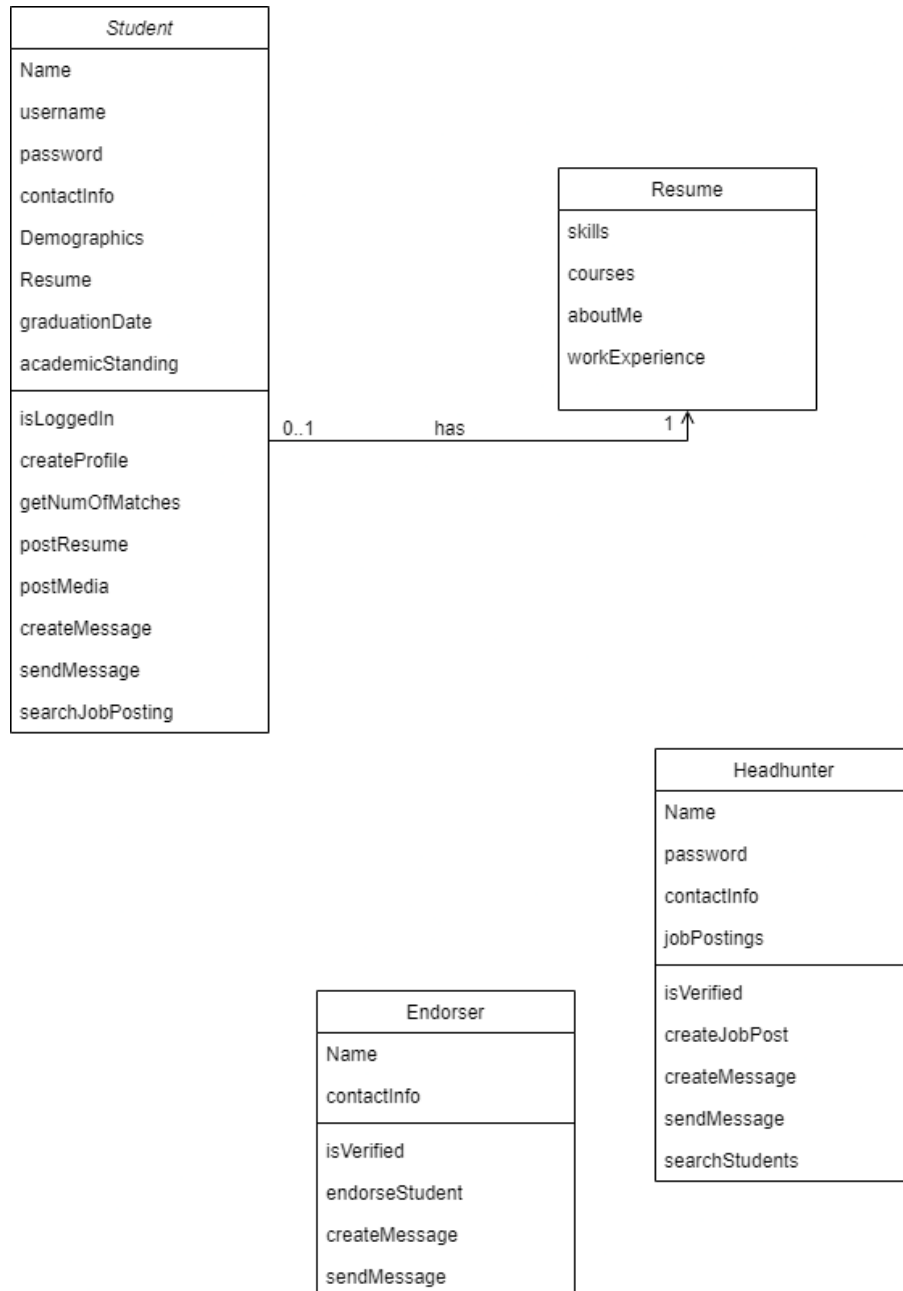 Student
Name
username
password
contactInfo
Demographics
Resume
graduationDate
academicStanding
isLoggedIn
createProfile
getNumOfMatches
postResume
postMedia
createMessage
sendMessage
searchJobPosting
0..1 has 1
Resume
skills
courses
aboutMe
workExperience
Headhunter
Name
password
contactInfo
jobPostings
isVerified
createJobPost
createMessage
sendMessage
searchStudents
Endorser
Name
contactInfo
isVerified
endorseStudent
createMessage
sendMessage